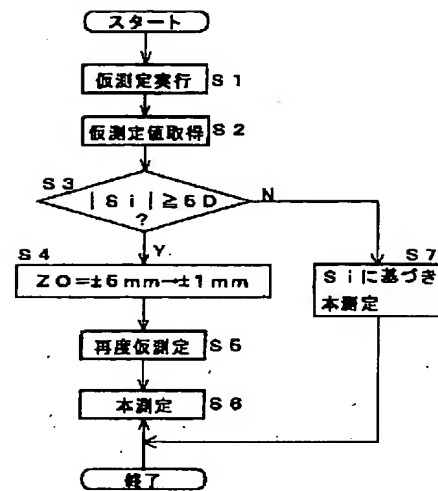 スタート
仮測定実行 S1
仮測定値取得 S2
S3
|Si|≧5D
?
N
Y
S4
ZO=±5mm→±1mm
S7
Siに基づき
本測定
再度仮測定 S5
本測定 S6
終了